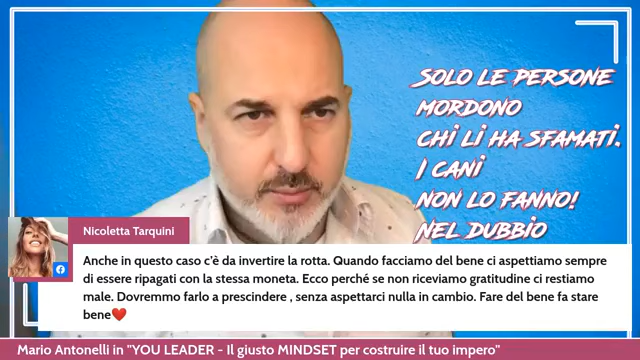 SOLO LE PERSONE
MORDONO
CHI LI HA SFAMATI.
I CANI
NON LO FANNO!
NEL DUBBIO
Nicoletta Tarquini
Anche in questo caso c'è da invertire la rotta. Quando facciamo del bene ci aspettiamo sempre
di essere ripagati con la stessa moneta. Ecco perché se non riceviamo gratitudine ci restiamo
male. Dovremmo farlo a prescindere , senza aspettarci nulla in cambio. Fare del bene fa stare
bene❤️
Mario Antonelli in "YOU LEADER - Il giusto MINDSET per costruire il tuo impero"